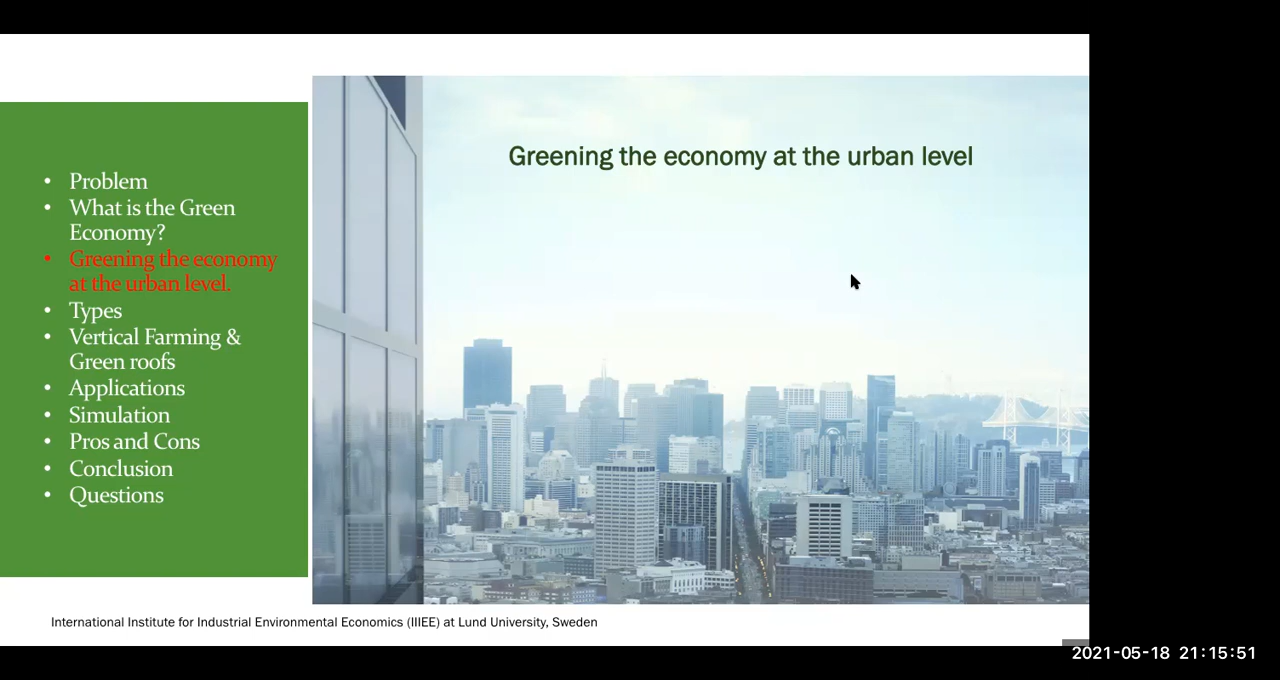 Greening the economy at the urban level
• Problem
• What is the Green
Economy?
• Greening the economy
at the urban level.
• Types
• Vertical Farming &
Green roofs
• Applications
• Simulation
• Pros and Cons
• Conclusion
• Questions
International Institute for Industrial Environmental Economics (IIIEE) at Lund University, Sweden
2021-05-18 21:15:51